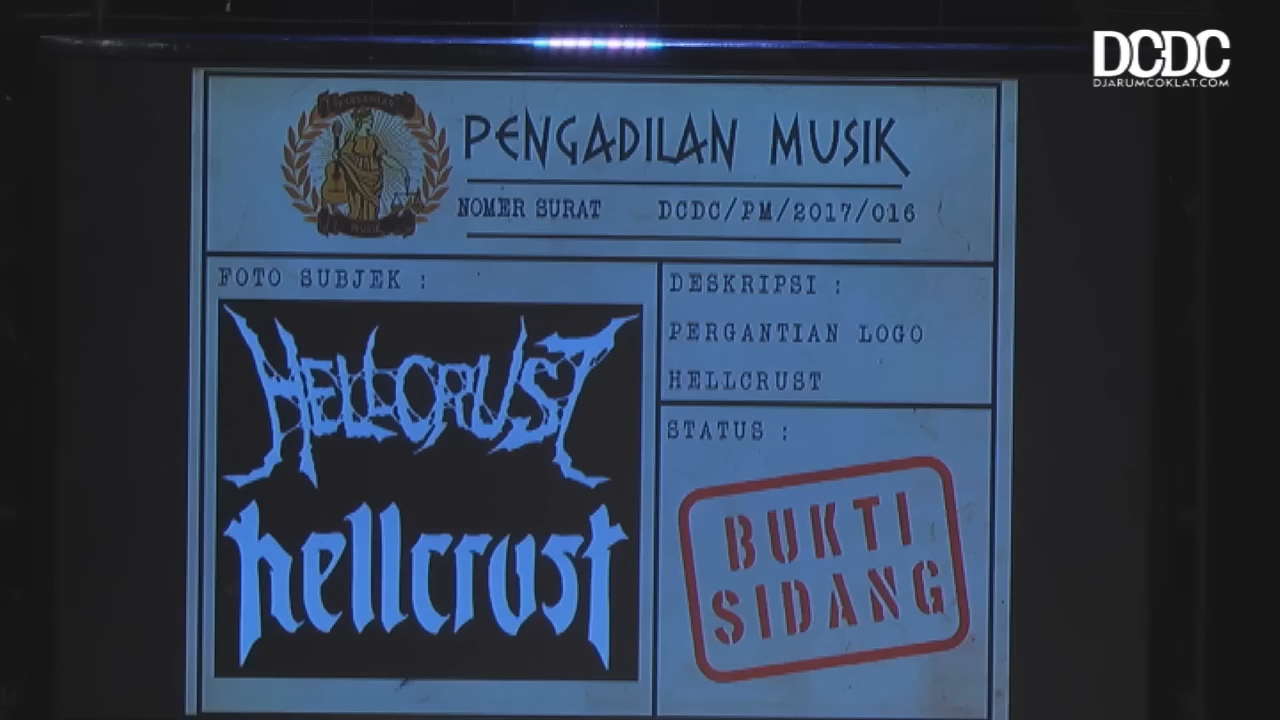 DCDC
DJARUMCOKLAT.COM
PENGADILAN MUSIK
NOMER SURAT DCDC/PM/2017/016
FOTO SUBJEK :
HELLCRUST
hellcrust
DESKRIPSI :
PERGANTIAN LOGO
HELLCRUST
STATUS :
BUKTI
SIDANG